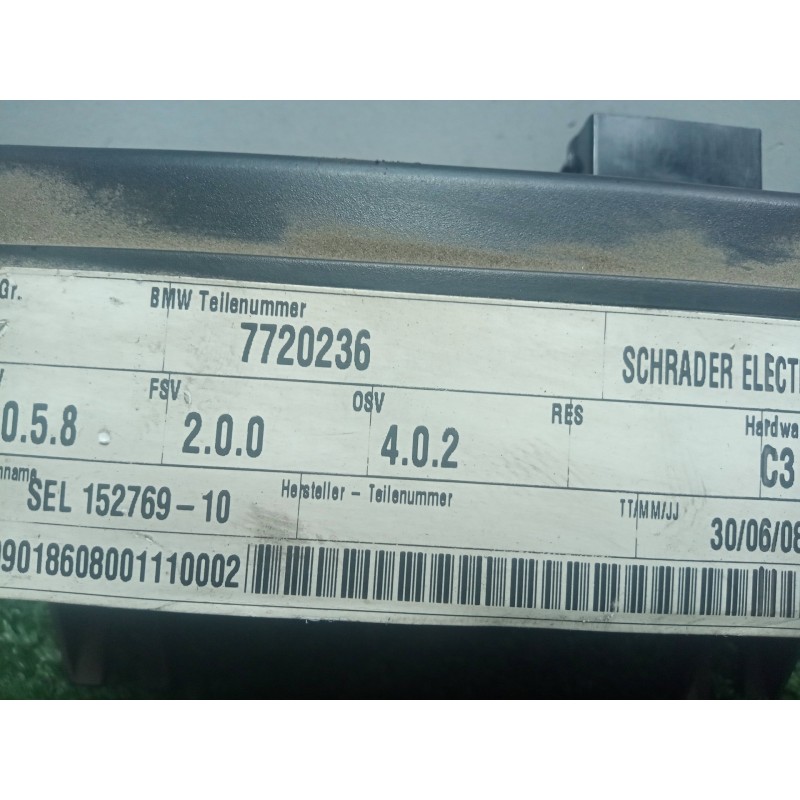 Gr. BMW Teilenummer
7720236 SCHRADER ELECT
FSV OSV RES Hardwa
0.5.8 2.0.0 4.0.2 C3
nname Hersteller - Teilenummer TT/MM/JJ
SEL 152769-10 30/06/08
09018608001110002